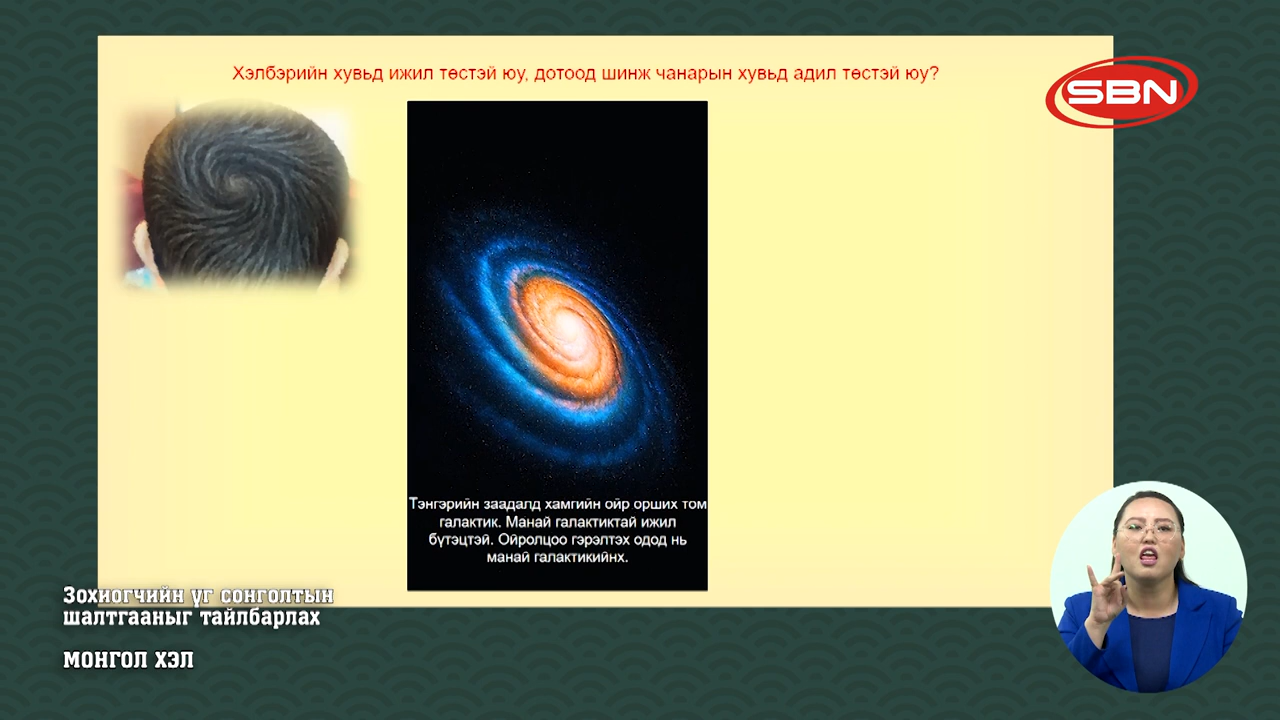 Хэлбэрийн хувьд ижил төстэй юу, дотоод шинж чанарын хувьд адил төстэй юу?
SBN
Тэнгэрийн заадалд хамгийн ойр орших том
галактик. Манай галактиктай ижил
бүтэцтэй. Ойролцоо гэрэлтэх одод нь
манай галактикийнх.
Зохиогчийн үг сонголтын
шалтгааныг тайлбарлах
МОНГОЛ ХЭЛ